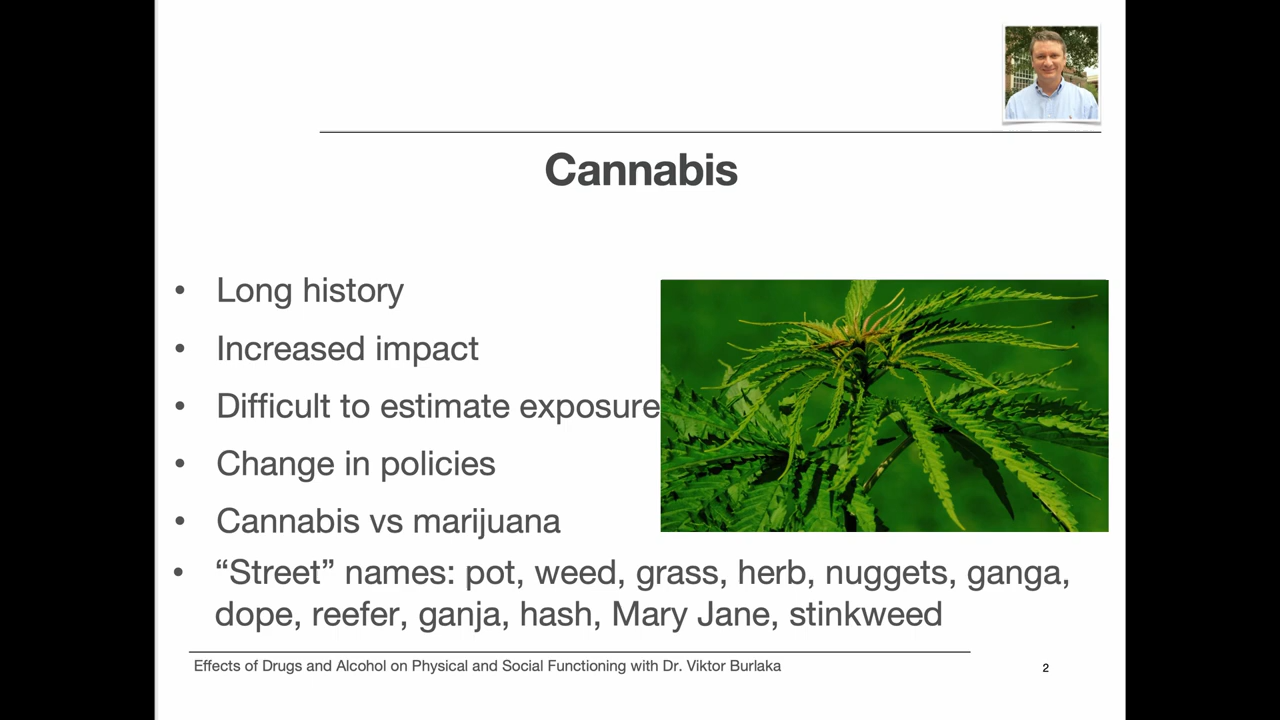 Cannabis
• Long history
• Increased impact
• Difficult to estimate exposure
• Change in policies
• Cannabis vs marijuana
• “Street” names: pot, weed, grass, herb, nuggets, ganga,
dope, reefer, ganja, hash, Mary Jane, stinkweed
Effects of Drugs and Alcohol on Physical and Social Functioning with Dr. Viktor Burlaka
2